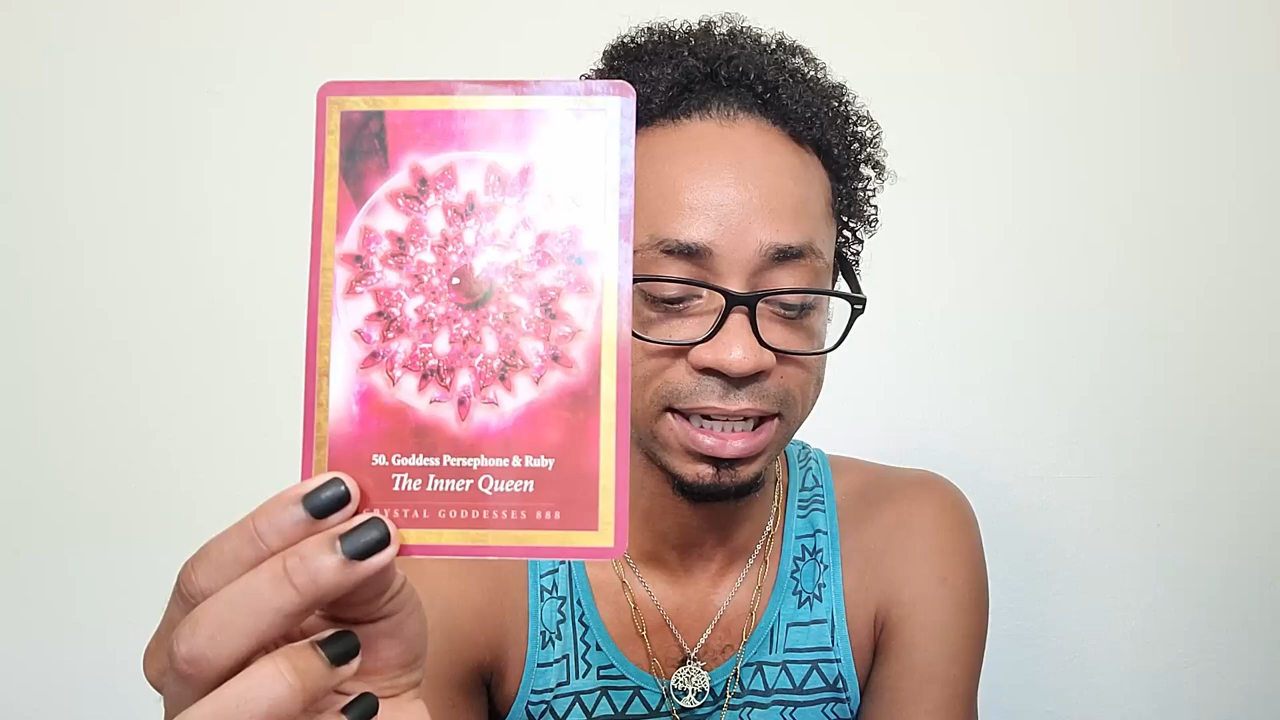 50. Goddess Persephone & Ruby
The Inner Queen
CRYSTAL GODDESSES 888